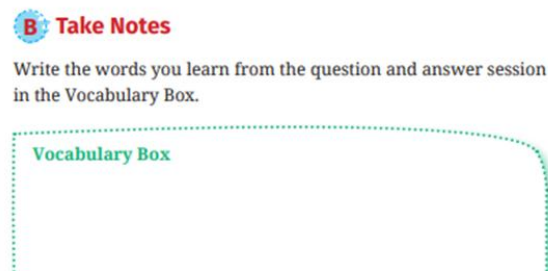 B Take Notes
Write the words you learn from the question and answer session
in the Vocabulary Box.
Vocabulary Box